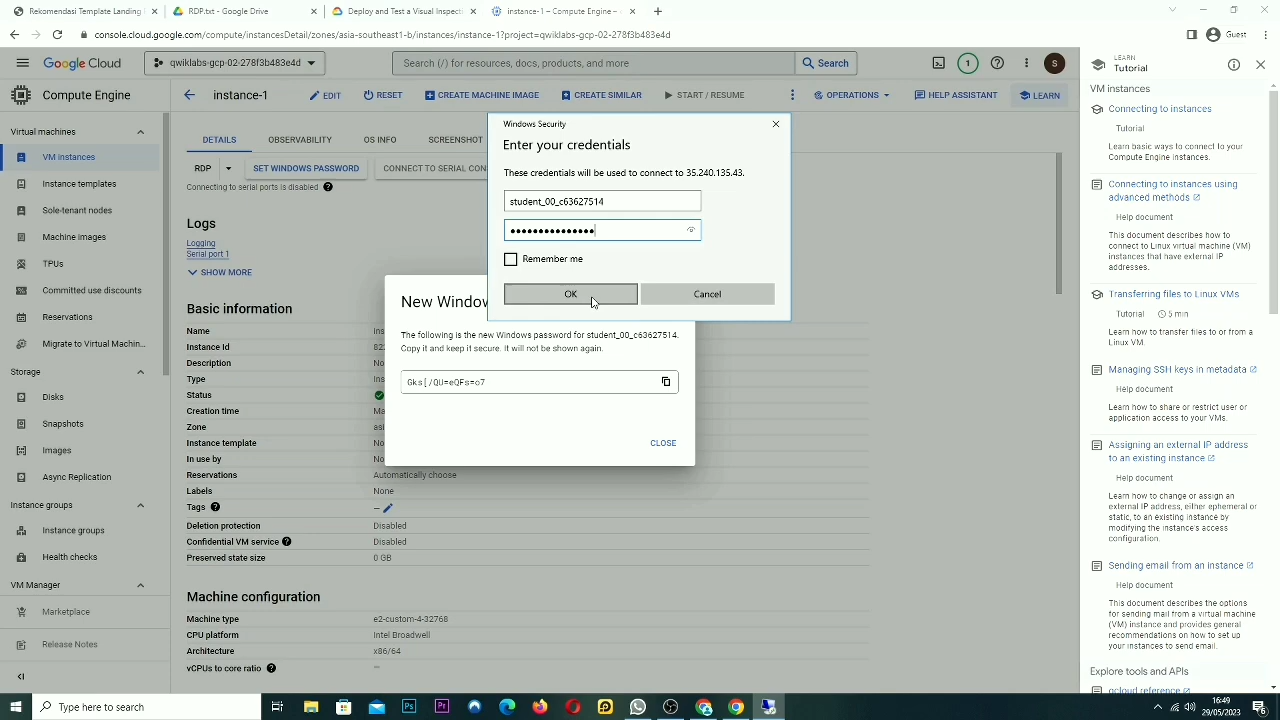 Rekomendasi Template Landing
RDP.txt - Google Drive
Deploy and Test a Visual Inspecti
instance-1 – Compute Engine –
console.cloud.google.com/compute/instancesDetail/zones/asia-southeast1-b/instances/instance-1?project=qwiklabs-gcp-02-278f3b483e4d
Guest
Google Cloud
qwiklabs-gcp-02-278f3b483e4d
Search (/) for resources, docs, products, and more
Search
1
S
LEARN
Tutorial
Compute Engine
instance-1
EDIT
RESET
CREATE MACHINE IMAGE
CREATE SIMILAR
START / RESUME
OPERATIONS
HELP ASSISTANT
LEARN
Virtual machines
VM instances
Instance templates
Sole-tenant nodes
Machine images
TPUs
Committed use discounts
Reservations
Migrate to Virtual Machin...
Storage
Disks
Snapshots
Images
Async Replication
Instance groups
Instance groups
Health checks
VM Manager
Marketplace
Release Notes
DETAILS
OBSERVABILITY
OS INFO
SCREENSHOT
RDP
SET WINDOWS PASSWORD
CONNECT TO SERIAL CON
Connecting to serial ports is disabled
Logs
Logging
Serial port 1
SHOW MORE
Basic information
Name
Instance Id
Description
Type
Status
Creation time
Zone
Instance template
In use by
Reservations Automatically choose
Labels None
Tags —
Deletion protection Disabled
Confidential VM service Disabled
Preserved state size 0 GB
Machine configuration
Machine type e2-custom-4-32768
CPU platform Intel Broadwell
Architecture x86/64
vCPUs to core ratio —
Windows Security
Enter your credentials
These credentials will be used to connect to 35.240.135.43.
student_00_c63627514
Remember me
OK
Cancel
New Window
The following is the new Windows password for student_00_c63627514.
Copy it and keep it secure. It will not be shown again.
Gks[/QU=eQFs=o7
CLOSE
VM instances
Connecting to instances
Tutorial
Learn basic ways to connect to your
Compute Engine instances.
Connecting to instances using
advanced methods
Help document
This document describes how to
connect to Linux virtual machine (VM)
instances that have external IP
addresses.
Transferring files to Linux VMs
Tutorial 5 min
Learn how to transfer files to or from a
Linux VM.
Managing SSH keys in metadata
Help document
Learn how to share or restrict user or
application access to your VMs.
Assigning an external IP address
to an existing instance
Help document
Learn how to change or assign an
external IP address, either ephemeral or
static, to an existing instance by
modifying the instance's access
configuration.
Sending email from an instance
Help document
This document describes the options
for sending mail from a virtual machine
(VM) instance and provides general
recommendations on how to set up
your instances to send email.
Explore tools and APIs
gcloud reference
Type here to search
16:49
29/05/2023